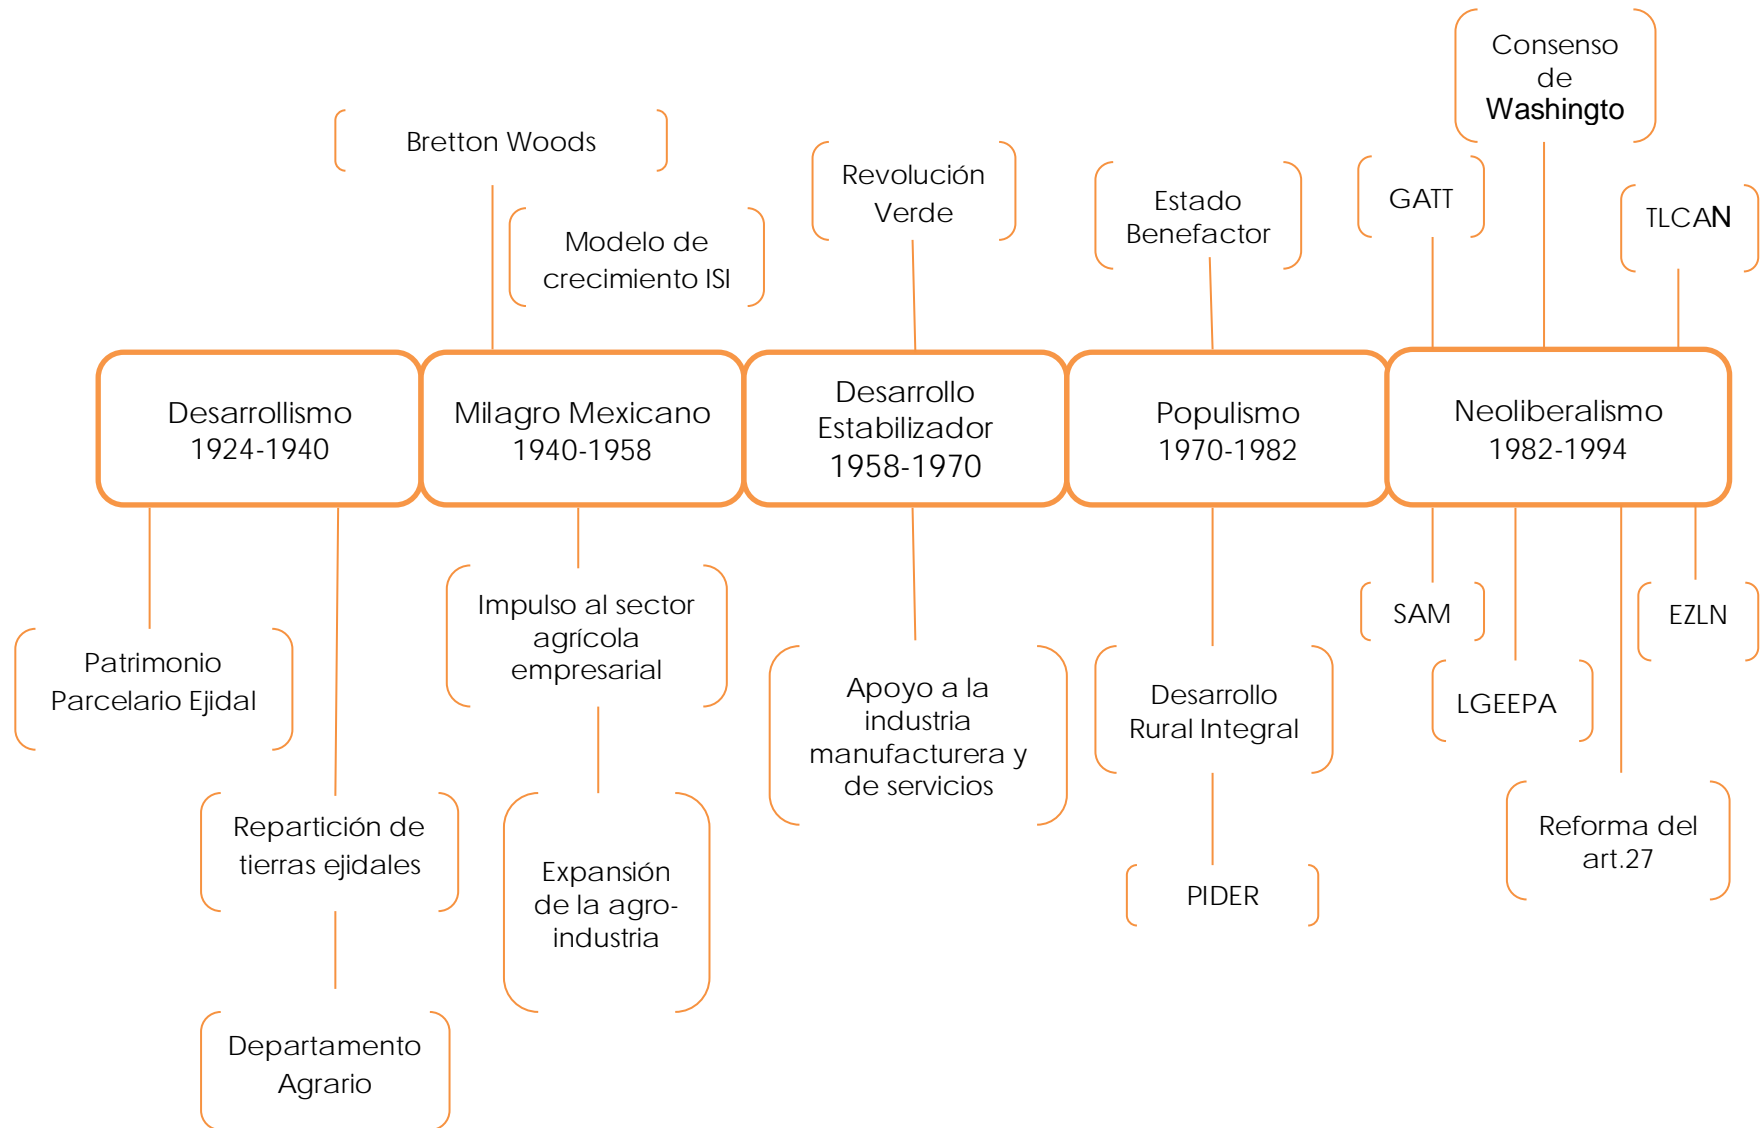 Consenso
de
Washingto
Bretton Woods
Revolución
Verde
GATT
Estado
Benefactor
TLCAN
Modelo de
crecimiento ISI
Desarrollismo
1924-1940
Milagro Mexicano
1940-1958
Desarrollo
Estabilizador
1958-1970
Populismo
1970-1982
Neoliberalismo
1982-1994
Patrimonio
Parcelario Ejidal
Repartición de
tierras ejidales
Departamento
Agrario
Impulso al sector
agrícola
empresarial
Expansión
de la agro-
industria
Apoyo a la
industria
manufacturera y
de servicios
Desarrollo
Rural Integral
PIDER
SAM
LGEEPA
Reforma del
art.27
EZLN